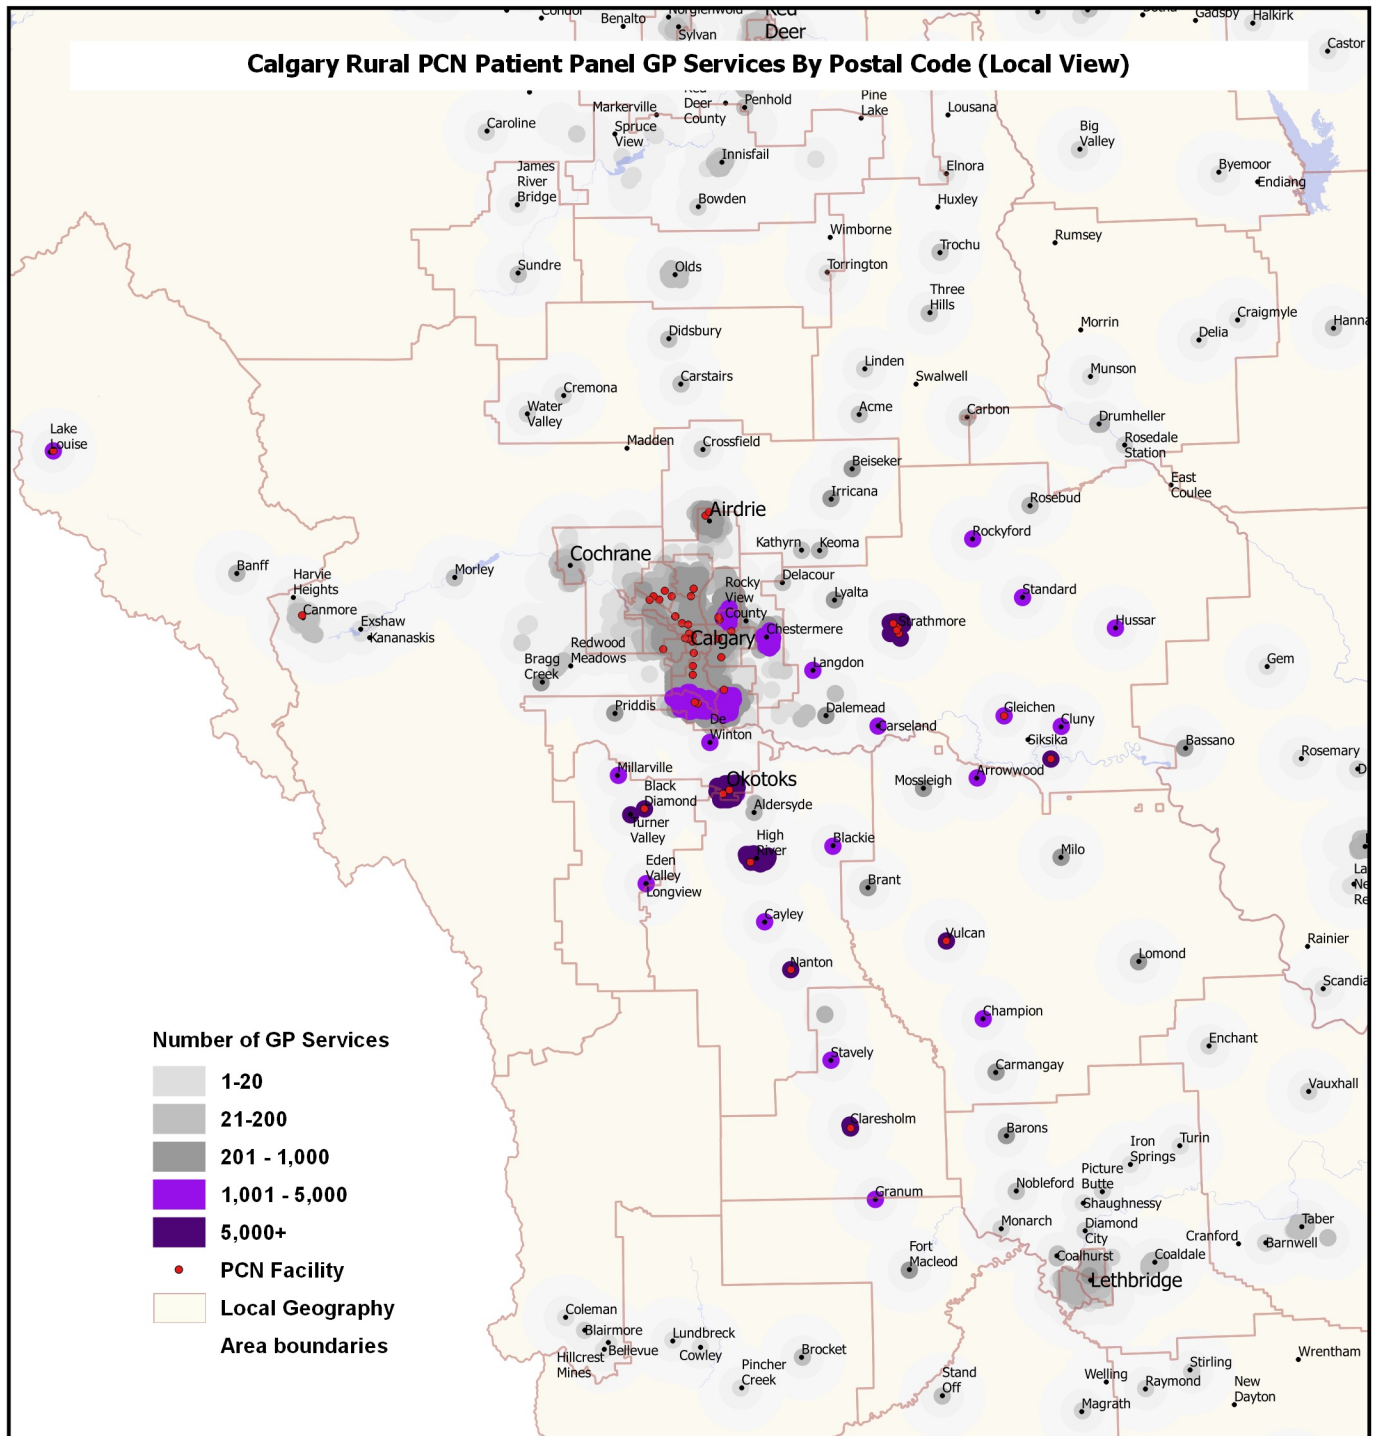 Condor
Benalto
Norglenwold
Sylvan
Red
Deer
Botha
Gadsby
Halkirk
Castor
Calgary Rural PCN Patient Panel GP Services By Postal Code (Local View)
Caroline
Markerville
Spruce
View
Red
Deer
County
Penhold
Pine
Lake
Lousana
Big
Valley
Innisfail
Elnora
Byemoor
Endiang
James
River
Bridge
Bowden
Huxley
Wimborne
Rumsey
Trochu
Sundre
Olds
Torrington
Three
Hills
Craigmyle
Hanna
Morrin
Delia
Didsbury
Linden
Swalwell
Munson
Carstairs
Cremona
Water
Valley
Acme
Carbon
Drumheller
Rosedale
Station
Lake
Louise
Madden
Crossfield
Beiseker
East
Coulee
Irricana
Rosebud
Airdrie
Rockyford
Kathyrn
Keoma
Cochrane
Banff
Harvie
Heights
Canmore
Morley
Exshaw
Kananaskis
Rocky
View
County
Delacour
Lyalta
Standard
Hussar
Strathmore
Chestermere
Calgary
Redwood
Meadows
Bragg
Creek
Langdon
Gem
Priddis
De
Winton
Dalemead
Carseland
Gleichen
Cluny
Siksika
Bassano
Rosemary
D
Millarville
Black
Diamond
Turner
Valley
Okotoks
Aldersyde
Mossleigh
Arrowwood
High
River
Blackie
Milo
Eden
Valley
Longview
Brant
La
Ne
Re
Cayley
Vulcan
Rainier
Nanton
Lomond
Scandia
Champion
Stavely
Carmangay
Enchant
Vauxhall
Number of GP Services
1-20
21-200
201 - 1,000
1,001 - 5,000
5,000+
PCN Facility
Local Geography
Area boundaries
Claresholm
Barons
Iron
Springs
Turin
Picture
Butte
Nobleford
Shaughnessy
Granum
Monarch
Diamond
City
Cranford
Taber
Barnwell
Fort
Macleod
Coalhurst
Coaldale
Lethbridge
Coleman
Blairmore
Bellevue
Hillcrest
Mines
Lundbreck
Cowley
Pincher
Creek
Brocket
Stand
Off
Welling
Magrath
Raymond
Stirling
New
Dayton
Wrentham